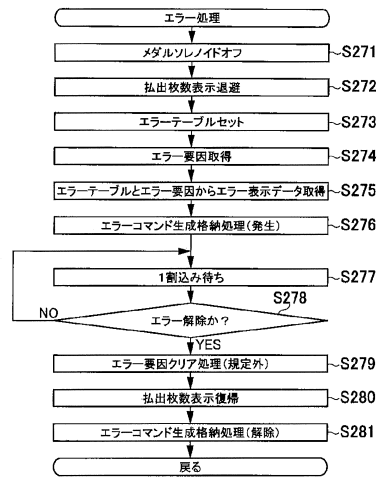 エラー処理
メダルソレノイドオフ
S271
払出枚数表示退避
S272
エラーテーブルセット
S273
エラー要因取得
S274
エラーテーブルとエラー要因からエラー表示データ取得
S275
エラーコマンド生成格納処理(発生)
S276
1割込み待ち
S277
S278
エラー解除か?
NO
YES
エラー要因クリア処理(規定外)
S279
払出枚数表示復帰
S280
エラーコマンド生成格納処理(解除)
S281
戻る